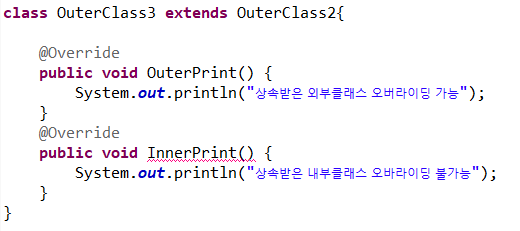 class OuterClass3 extends OuterClass2{
@Override
public void OuterPrint() {
System.out.println("상속받은 외부클래스 오버라이딩 가능");
}
@Override
public void InnerPrint() {
System.out.println("상속받은 내부클래스 오바라이딩 불가능");
}
}